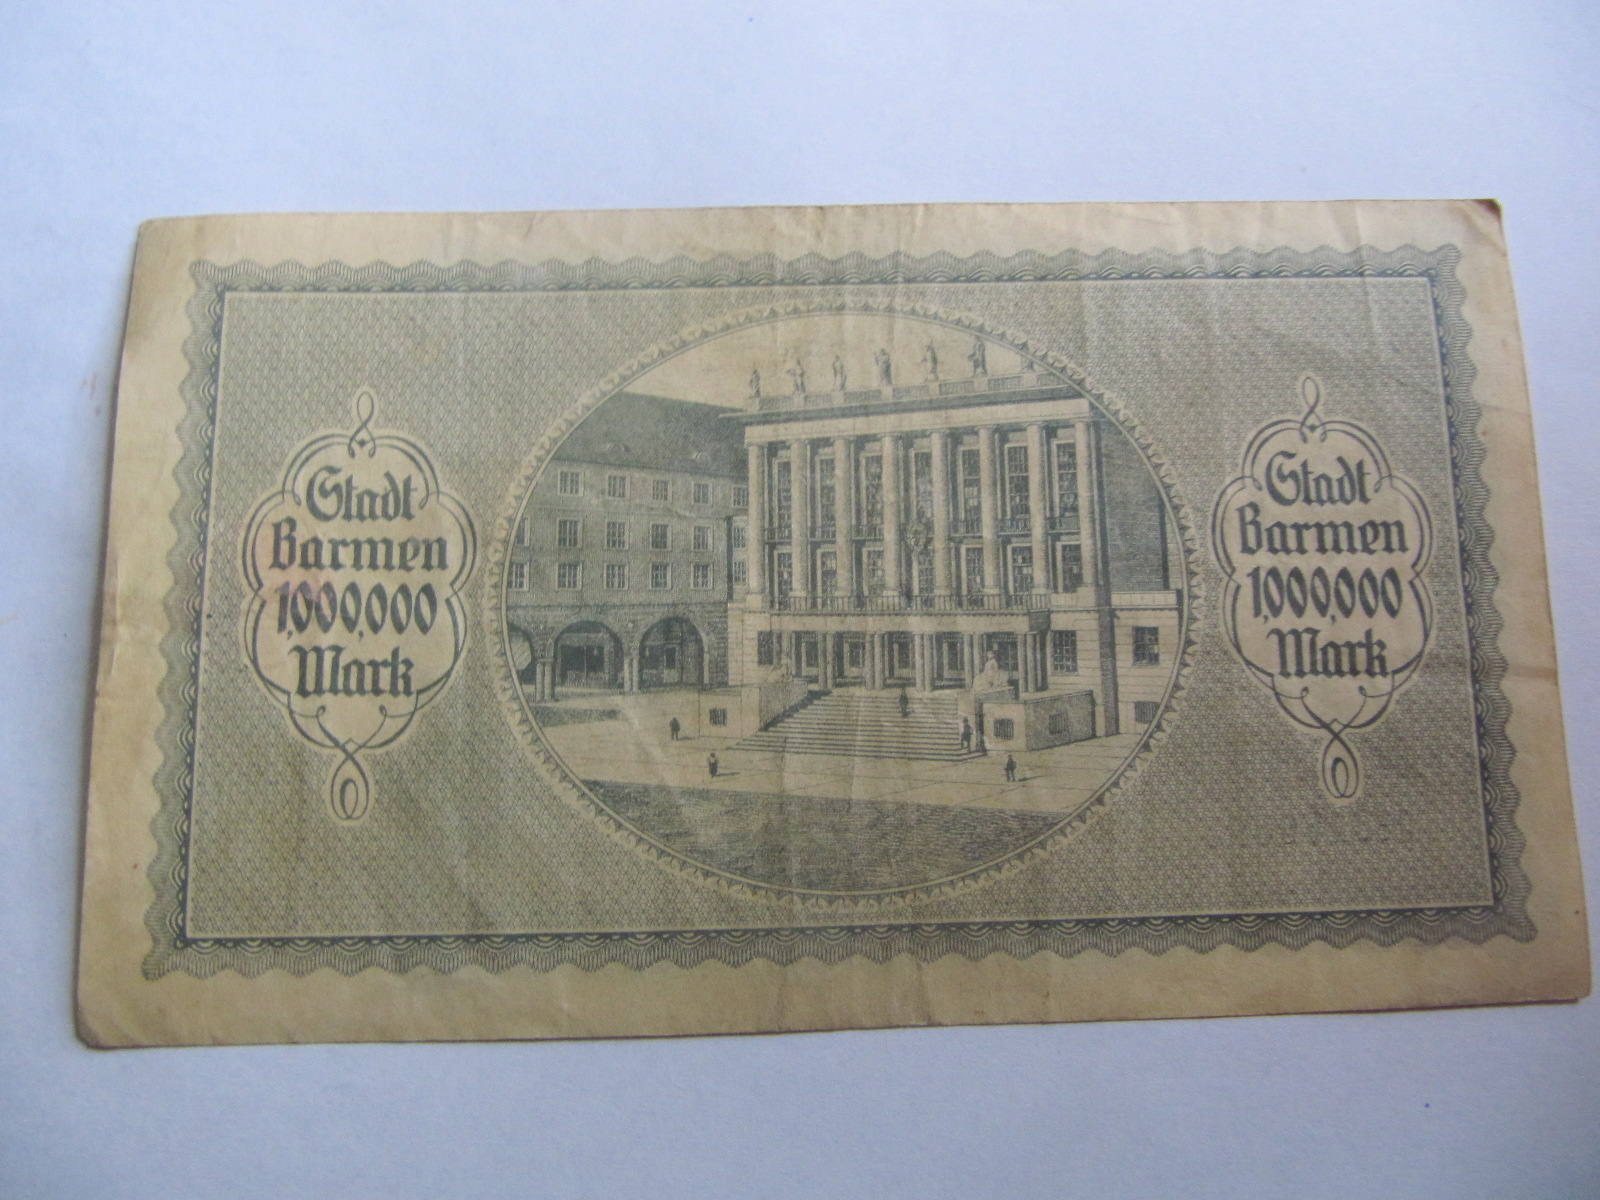 Stadt
Barmen
1,000,000
Mark
Stadt
Barmen
1,000,000
Mark